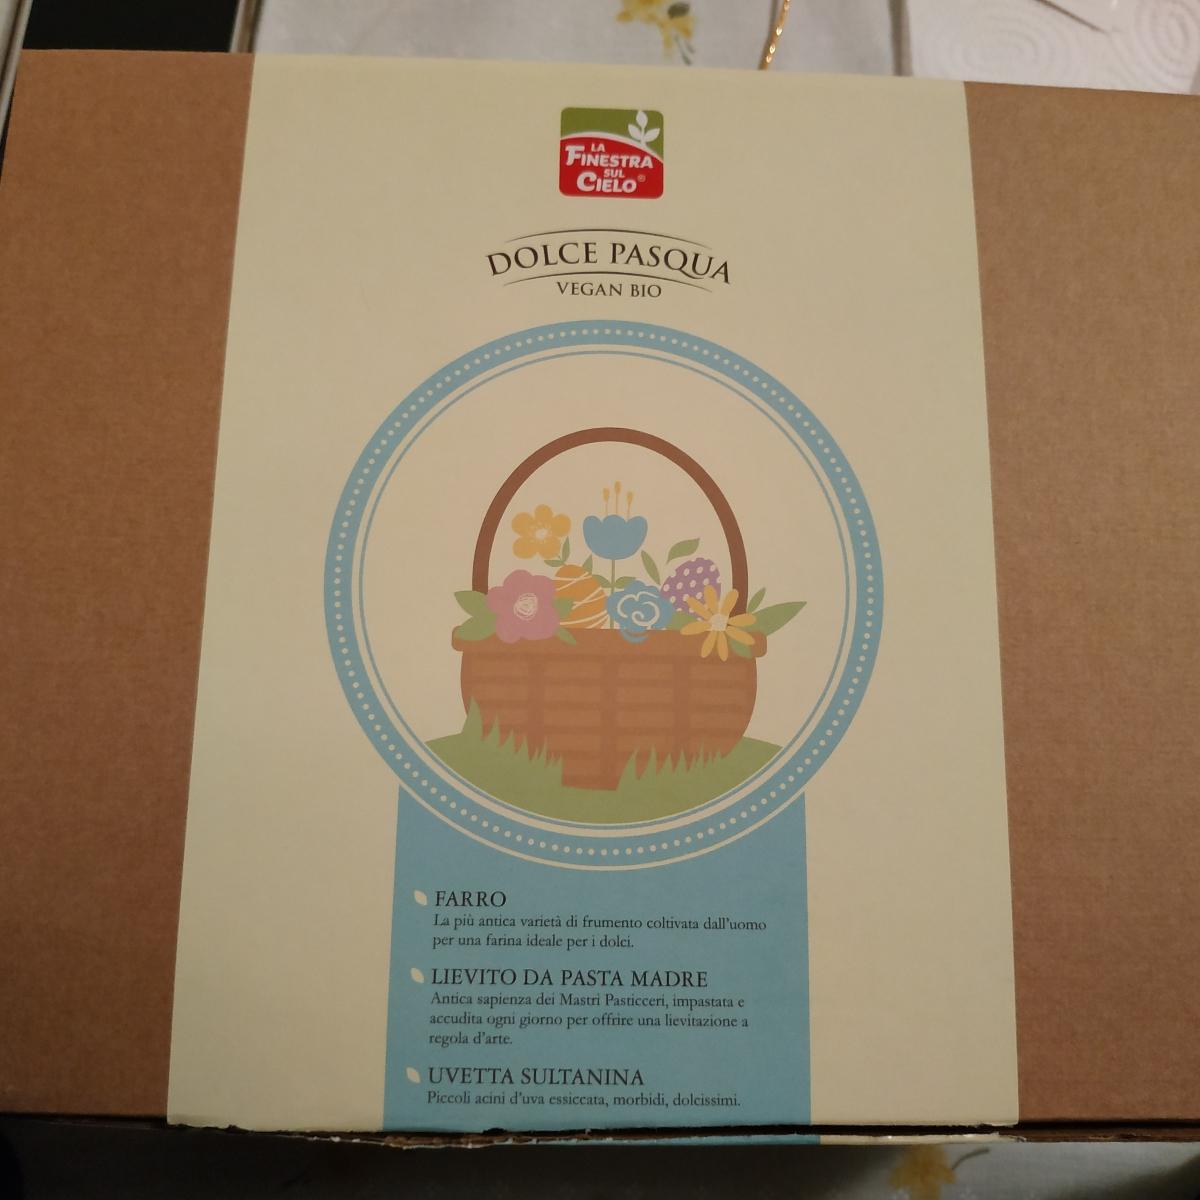 LA
FINESTRA
SUL
CIELO®
DOLCE PASQUA
VEGAN BIO
FARRO
La più antica varietà di frumento coltivata dall'uomo
per una farina ideale per i dolci.
LIEVITO DA PASTA MADRE
Antica sapienza dei Mastri Pasticceri, impastata e
accudita ogni giorno per offrire una lievitazione a
regola d'arte.
UVETTA SULTANINA
Piccoli acini d'uva essiccata, morbidi, dolcissimi.